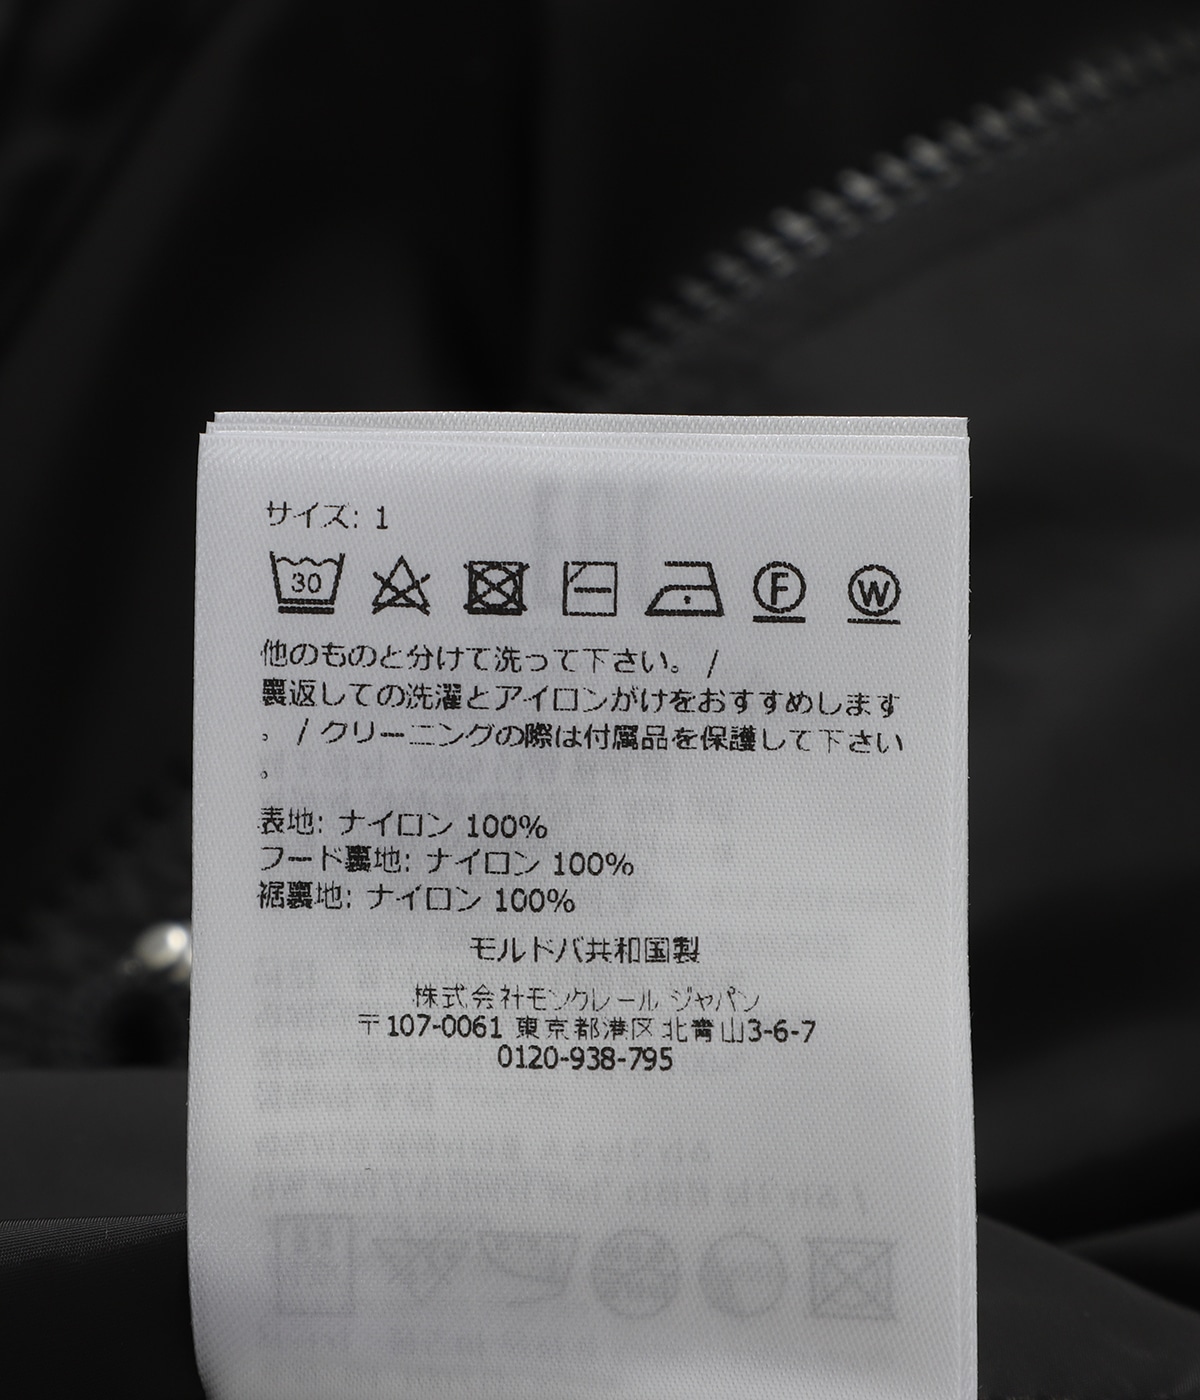 サイズ: 1
30 F W
他のものと分けて洗って下さい。 /
裏返しての洗濯とアイロンがけをおすすめします
。 / クリーニングの際は付属品を保護して下さい
。
表地: ナイロン 100%
フード裏地: ナイロン 100%
裾裏地: ナイロン 100%
モルドバ共和国製
株式会社モンクレール ジャパン
〒107-0061 東京都港区北青山3-6-7
0120-938-795